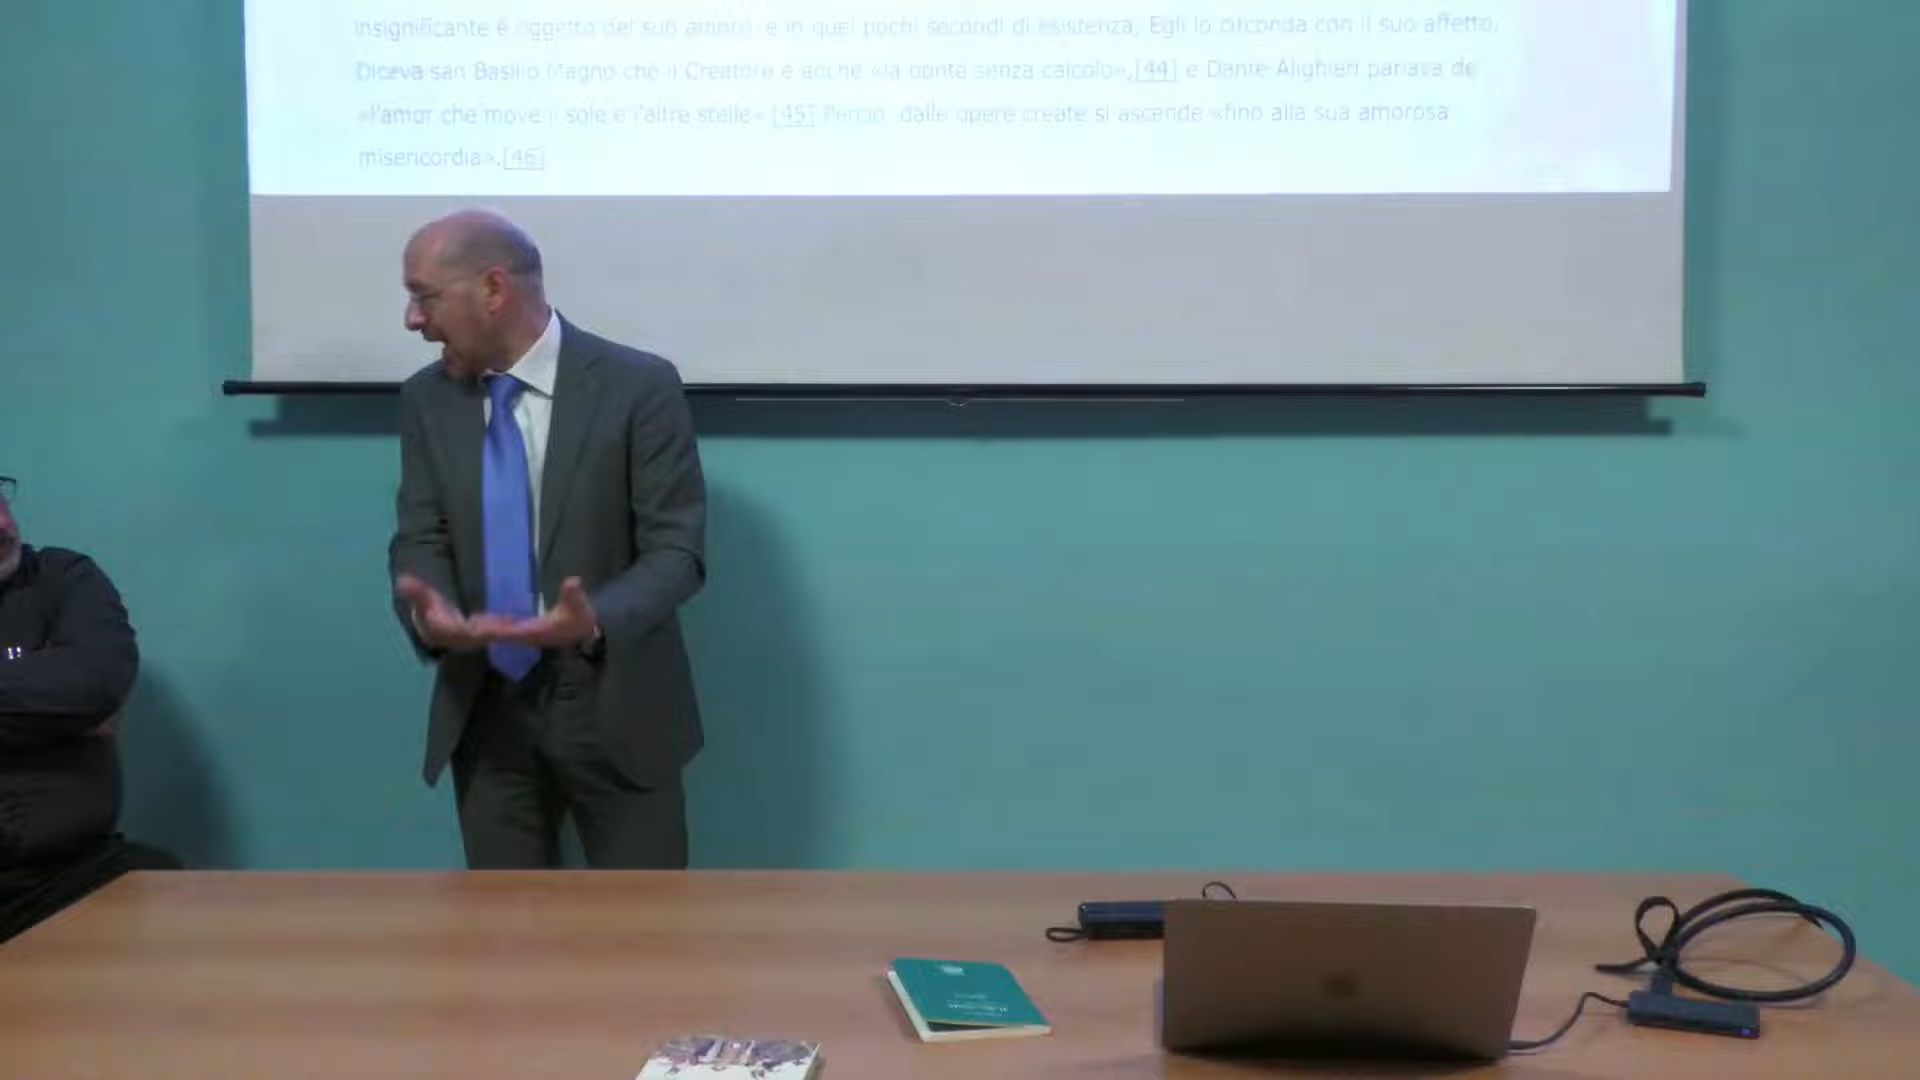 insignificante è oggetto del suo amore, e in quei pochi secondi di esistenza, Egli lo circonda con il suo affetto.
Diceva san Basilio Magno che il Creatore è anche «la bontà senza calcolo»,[44] e Dante Alighieri parlava de
«l'amor che move il sole e l'altre stelle».[45] Perciò, dalle opere create si ascende «fino alla sua amorosa
misericordia».[46]